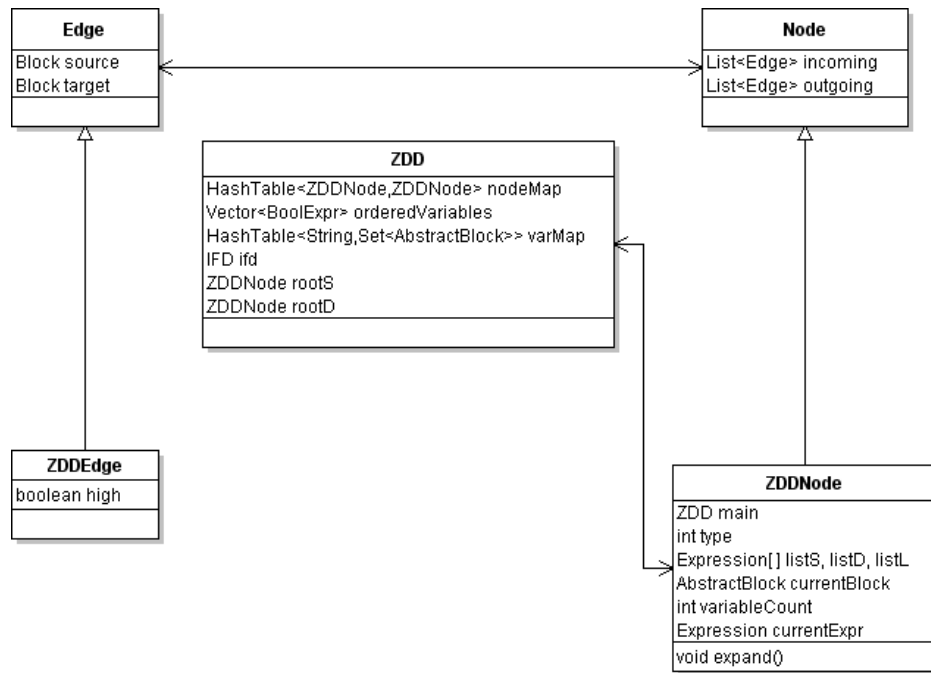 Edge
Block source
Block target
Node
List<Edge> incoming
List<Edge> outgoing
ZDD
HashTable<ZDDNode,ZDDNode> nodeMap
Vector<BoolExpr> orderedVariables
HashTable<String,Set<AbstractBlock>> varMap
IFD ifd
ZDDNode rootS
ZDDNode rootD
ZDDEdge
boolean high
ZDDNode
ZDD main
int type
Expression[] listS, listD, listL
AbstractBlock currentBlock
int variableCount
Expression currentExpr
void expand()